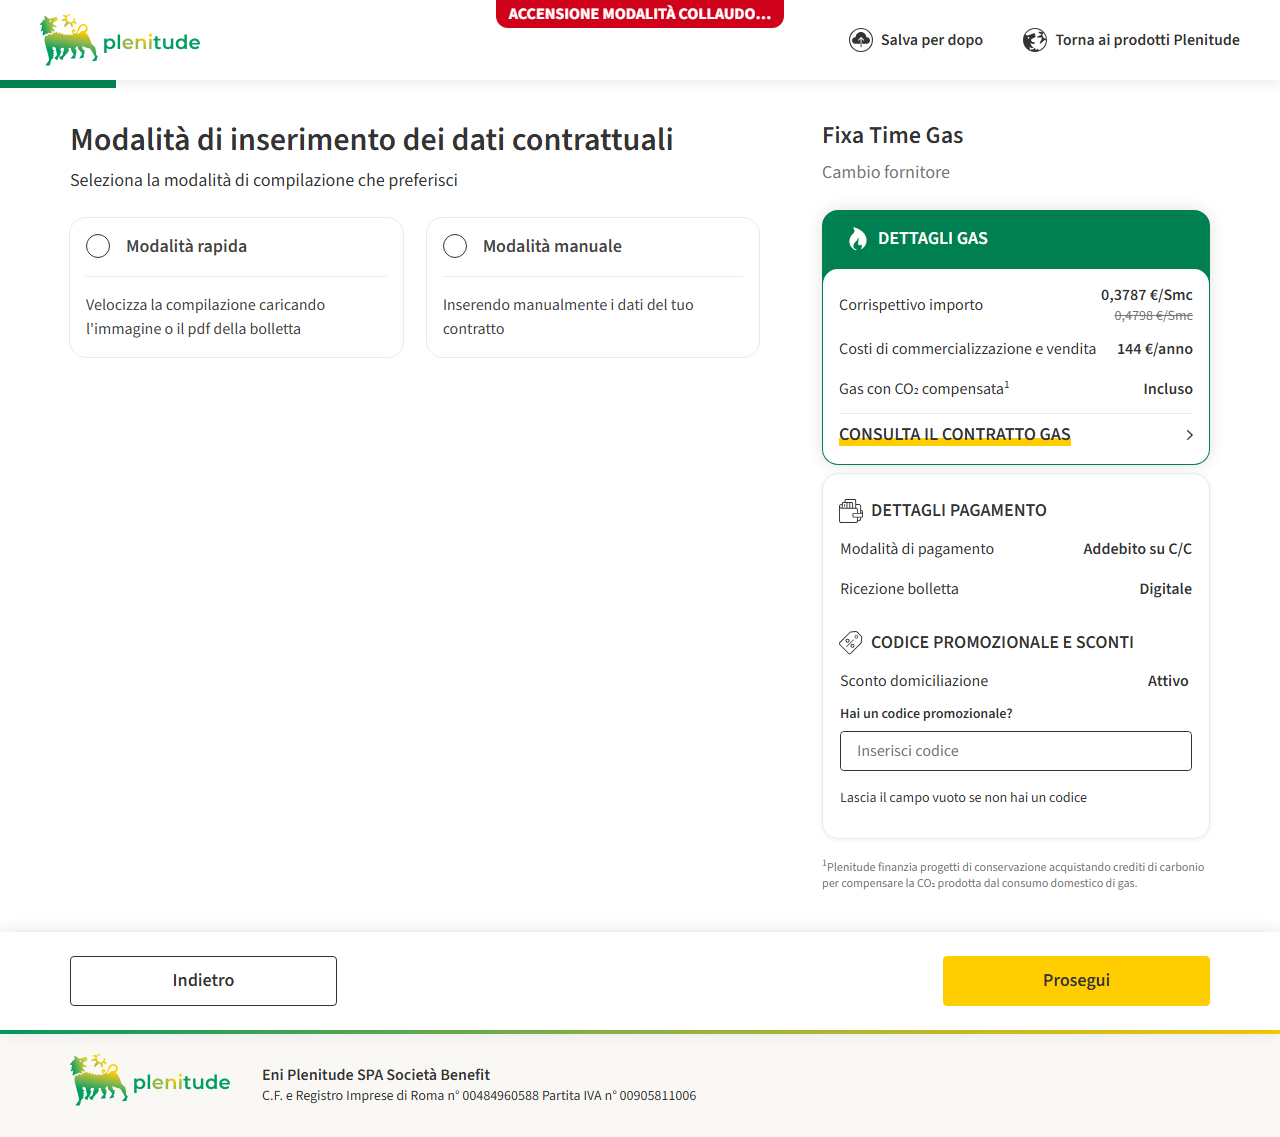 ACCENSIONE MODALITÀ COLLAUDO...
plenitude
Salva per dopo
Torna ai prodotti Plenitude
Modalità di inserimento dei dati contrattuali
Seleziona la modalità di compilazione che preferisci
Modalità rapida
Velocizza la compilazione caricando
l'immagine o il pdf della bolletta
Modalità manuale
Inserendo manualmente i dati del tuo
contratto
Fixa Time Gas
Cambio fornitore
DETTAGLI GAS
Corrispettivo importo
0,3787 €/Smc
0,4798 €/Smc
Costi di commercializzazione e vendita 144 €/anno
Gas con CO₂ compensata¹ Incluso
CONSULTA IL CONTRATTO GAS
DETTAGLI PAGAMENTO
Modalità di pagamento Addebito su C/C
Ricezione bolletta Digitale
CODICE PROMOZIONALE E SCONTI
Sconto domiciliazione Attivo
Hai un codice promozionale?
Inserisci codice
Lascia il campo vuoto se non hai un codice
¹Plenitude finanzia progetti di conservazione acquistando crediti di carbonio
per compensare la CO₂ prodotta dal consumo domestico di gas.
Indietro
Prosegui
plenitude
Eni Plenitude SPA Società Benefit
C.F. e Registro Imprese di Roma n° 00484960588 Partita IVA n° 00905811006